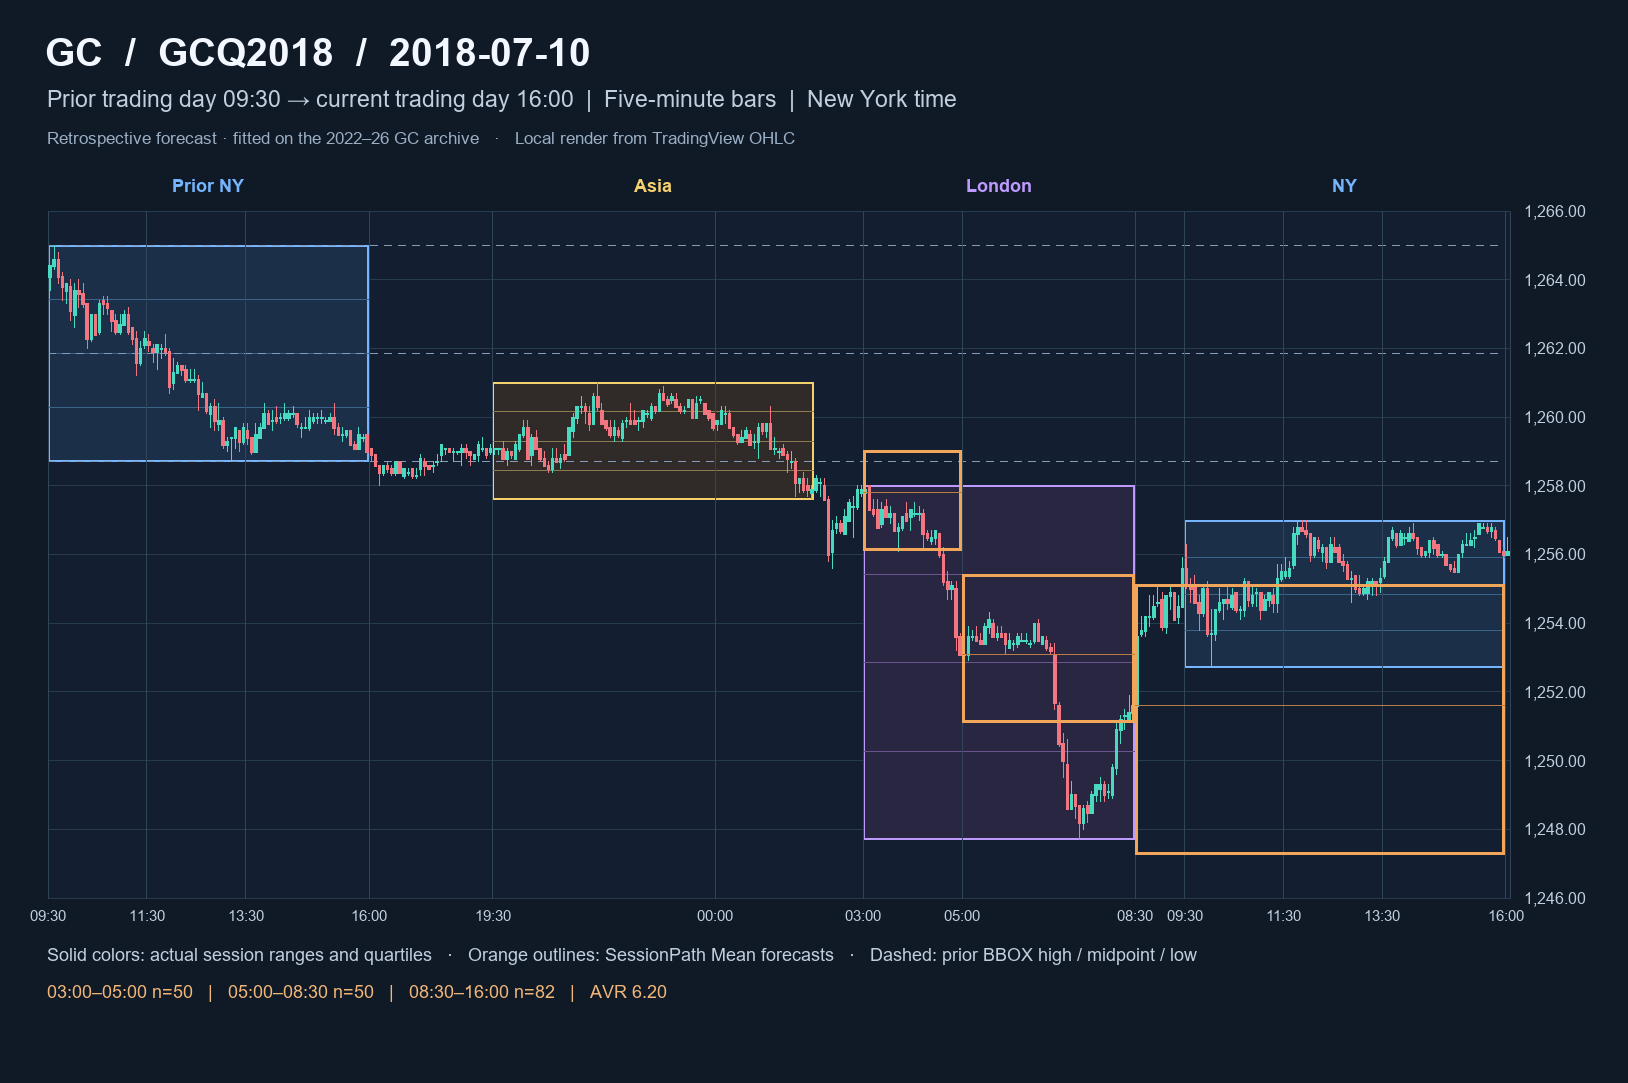 GC / GCQ2018 / 2018-07-10
Prior trading day 09:30 → current trading day 16:00 | Five-minute bars | New York time
Retrospective forecast · fitted on the 2022–26 GC archive · Local render from TradingView OHLC
Prior NY Asia London NY
1,266.00
1,264.00
1,262.00
1,260.00
1,258.00
1,256.00
1,254.00
1,252.00
1,250.00
1,248.00
1,246.00
09:30 11:30 13:30 16:00 19:30 00:00 03:00 05:00 08:30 09:30 11:30 13:30 16:00
Solid colors: actual session ranges and quartiles · Orange outlines: SessionPath Mean forecasts · Dashed: prior BBOX high / midpoint / low
03:00–05:00 n=50 | 05:00–08:30 n=50 | 08:30–16:00 n=82 | AVR 6.20